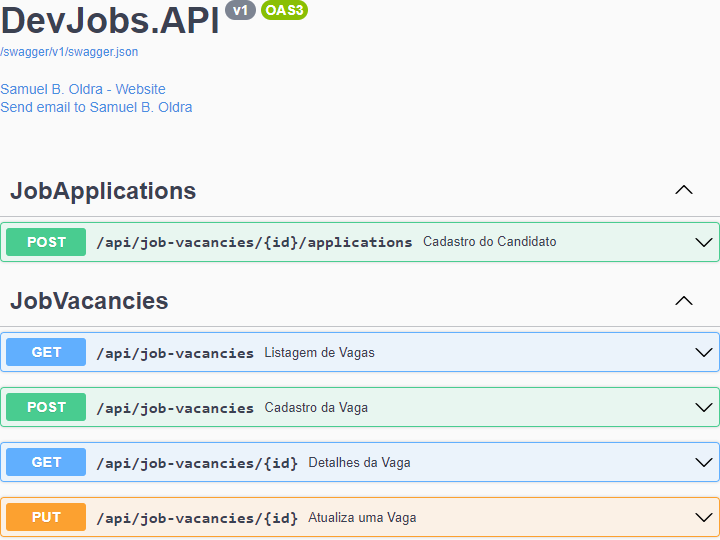 DevJobs.API v1 OAS3
/swagger/v1/swagger.json
Samuel B. Oldra - Website
Send email to Samuel B. Oldra
JobApplications
POST /api/job-vacancies/{id}/applications Cadastro do Candidato
JobVacancies
GET /api/job-vacancies Listagem de Vagas
POST /api/job-vacancies Cadastro da Vaga
GET /api/job-vacancies/{id} Detalhes da Vaga
PUT /api/job-vacancies/{id} Atualiza uma Vaga